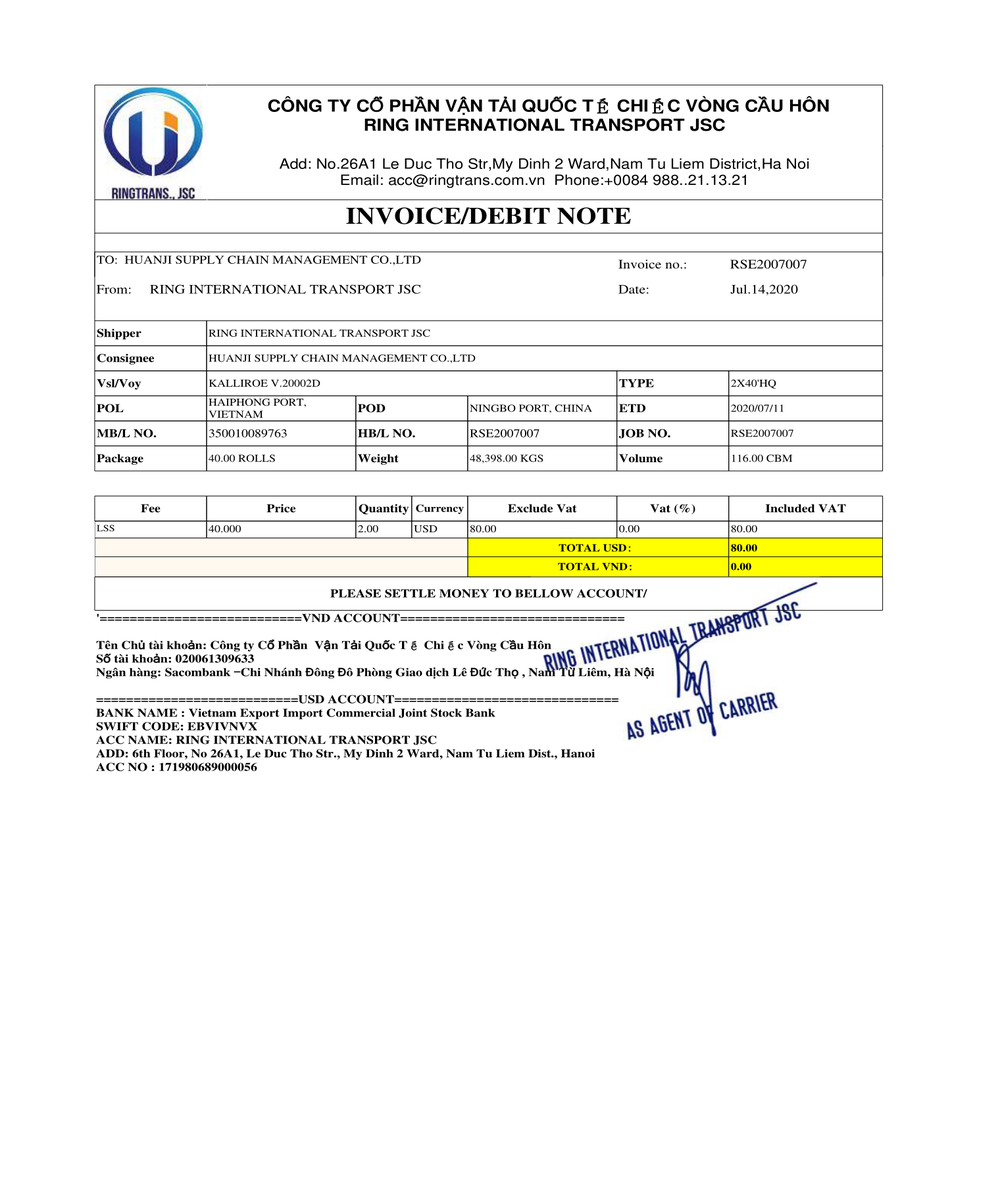 CÔNG TY CỔ PHẦN VẬN TẢI QUỐC TẾ CHIẾC VÒNG CẦU HÔN
RING INTERNATIONAL TRANSPORT JSC
Add: No.26A1 Le Duc Tho Str,My Dinh 2 Ward,Nam Tu Liem District,Ha Noi
Email: acc@ringtrans.com.vn Phone:+0084 988..21.13.21
RINGTRANS., JSC
INVOICE/DEBIT NOTE
TO: HUANJI SUPPLY CHAIN MANAGEMENT CO.,LTD Invoice no.: RSE2007007
From: RING INTERNATIONAL TRANSPORT JSC Date: Jul.14,2020
Shipper RING INTERNATIONAL TRANSPORT JSC
Consignee HUANJI SUPPLY CHAIN MANAGEMENT CO.,LTD
Vsl/Voy KALLIROE V.20002D TYPE 2X40'HQ
POL HAIPHONG PORT, VIETNAM POD NINGBO PORT, CHINA ETD 2020/07/11
MB/L NO. 350010089763 HB/L NO. RSE2007007 JOB NO. RSE2007007
Package 40.00 ROLLS Weight 48,398.00 KGS Volume 116.00 CBM
Fee Price Quantity Currency Exclude Vat Vat (%) Included VAT
LSS 40.000 2.00 USD 80.00 0.00 80.00
TOTAL USD: 80.00
TOTAL VND: 0.00
PLEASE SETTLE MONEY TO BELLOW ACCOUNT/
'===========================VND ACCOUNT==============================
Tên Chủ tài khoản: Công ty Cổ Phần Vận Tải Quốc Tế Chiếc Vòng Cầu Hôn
Số tài khoản: 020061309633
Ngân hàng: Sacombank –Chi Nhánh Đông Đô Phòng Giao dịch Lê Đức Thọ , Nam Từ Liêm, Hà Nội
===========================USD ACCOUNT==============================
BANK NAME : Vietnam Export Import Commercial Joint Stock Bank
SWIFT CODE: EBVIVNVX
ACC NAME: RING INTERNATIONAL TRANSPORT JSC
ADD: 6th Floor, No 26A1, Le Duc Tho Str., My Dinh 2 Ward, Nam Tu Liem Dist., Hanoi
ACC NO : 171980689000056
RING INTERNATIONAL TRANSPORT JSC
AS AGENT OF CARRIER